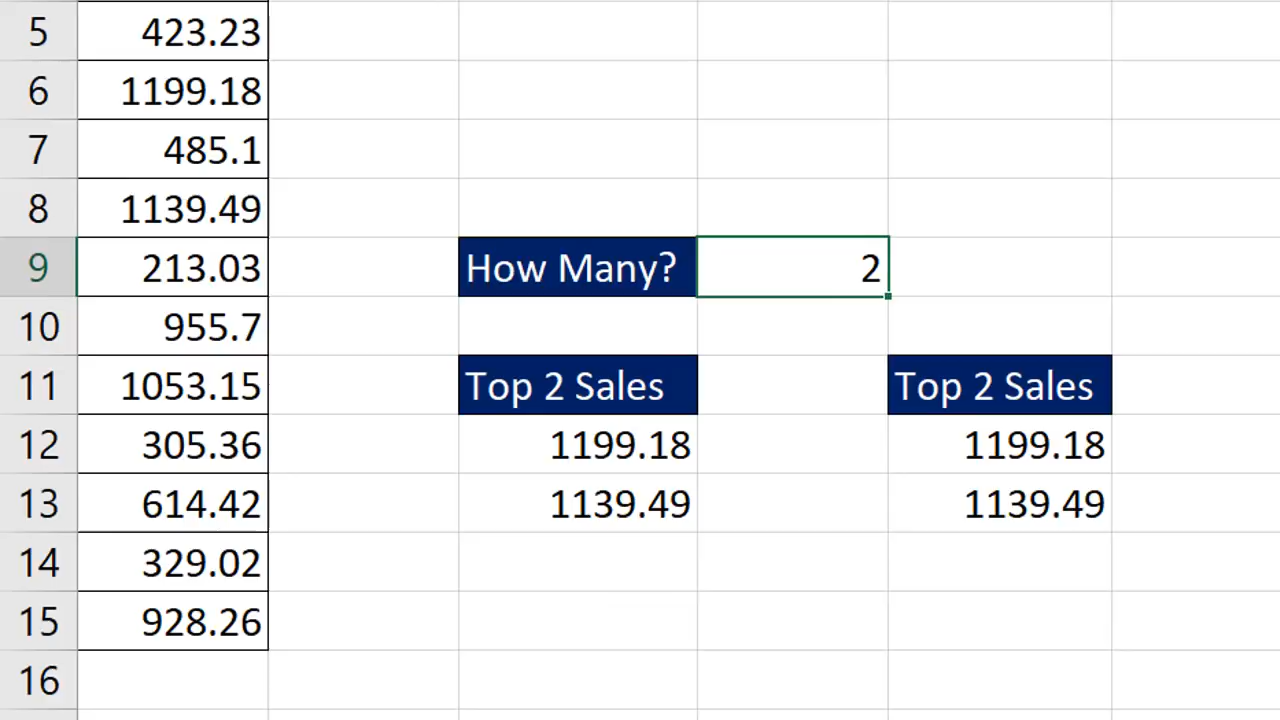 5 423.23
6 1199.18
7 485.1
8 1139.49
9 213.03 How Many? 2
10 955.7
11 1053.15 Top 2 Sales Top 2 Sales
12 305.36 1199.18 1199.18
13 614.42 1139.49 1139.49
14 329.02
15 928.26
16